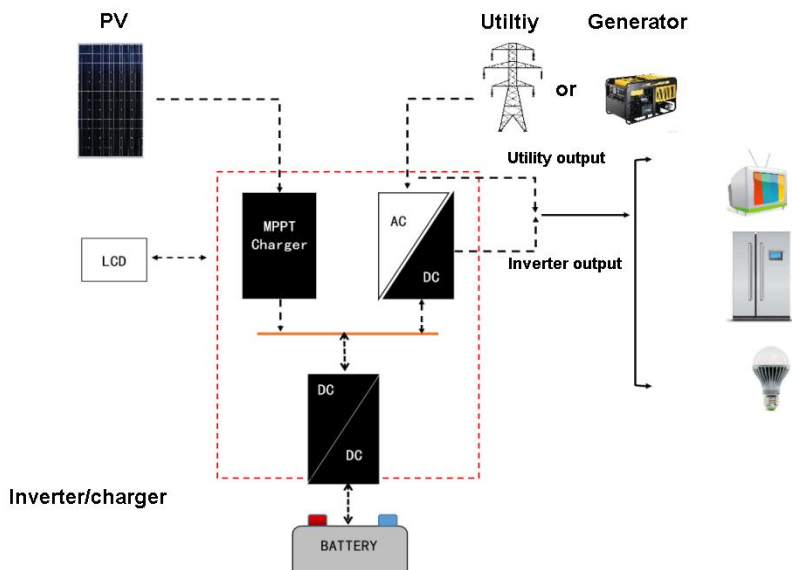 PV
Utiltiy
Generator
or
Utility output
MPPT
Charger
AC
LCD
DC
Inverter output
DC
DC
Inverter/charger
BATTERY